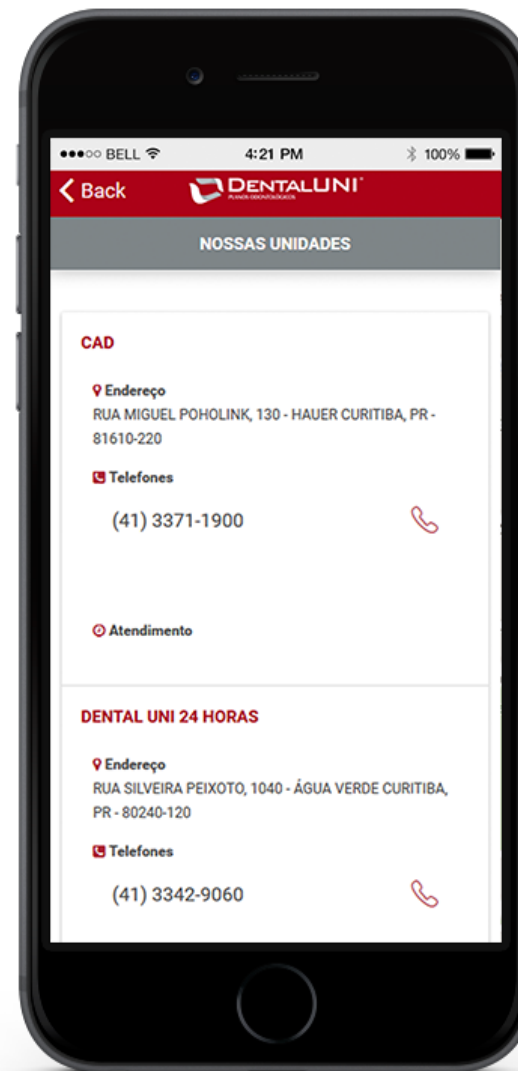 BELL 4:21 PM 100%
Back DENTALUNI
PLANOS ODONTOLÓGICOS
NOSSAS UNIDADES
CAD
Endereço
RUA MIGUEL POHOLINK, 130 - HAUER CURITIBA, PR -
81610-220
Telefones
(41) 3371-1900
Atendimento
DENTAL UNI 24 HORAS
Endereço
RUA SILVEIRA PEIXOTO, 1040 - ÁGUA VERDE CURITIBA,
PR - 80240-120
Telefones
(41) 3342-9060